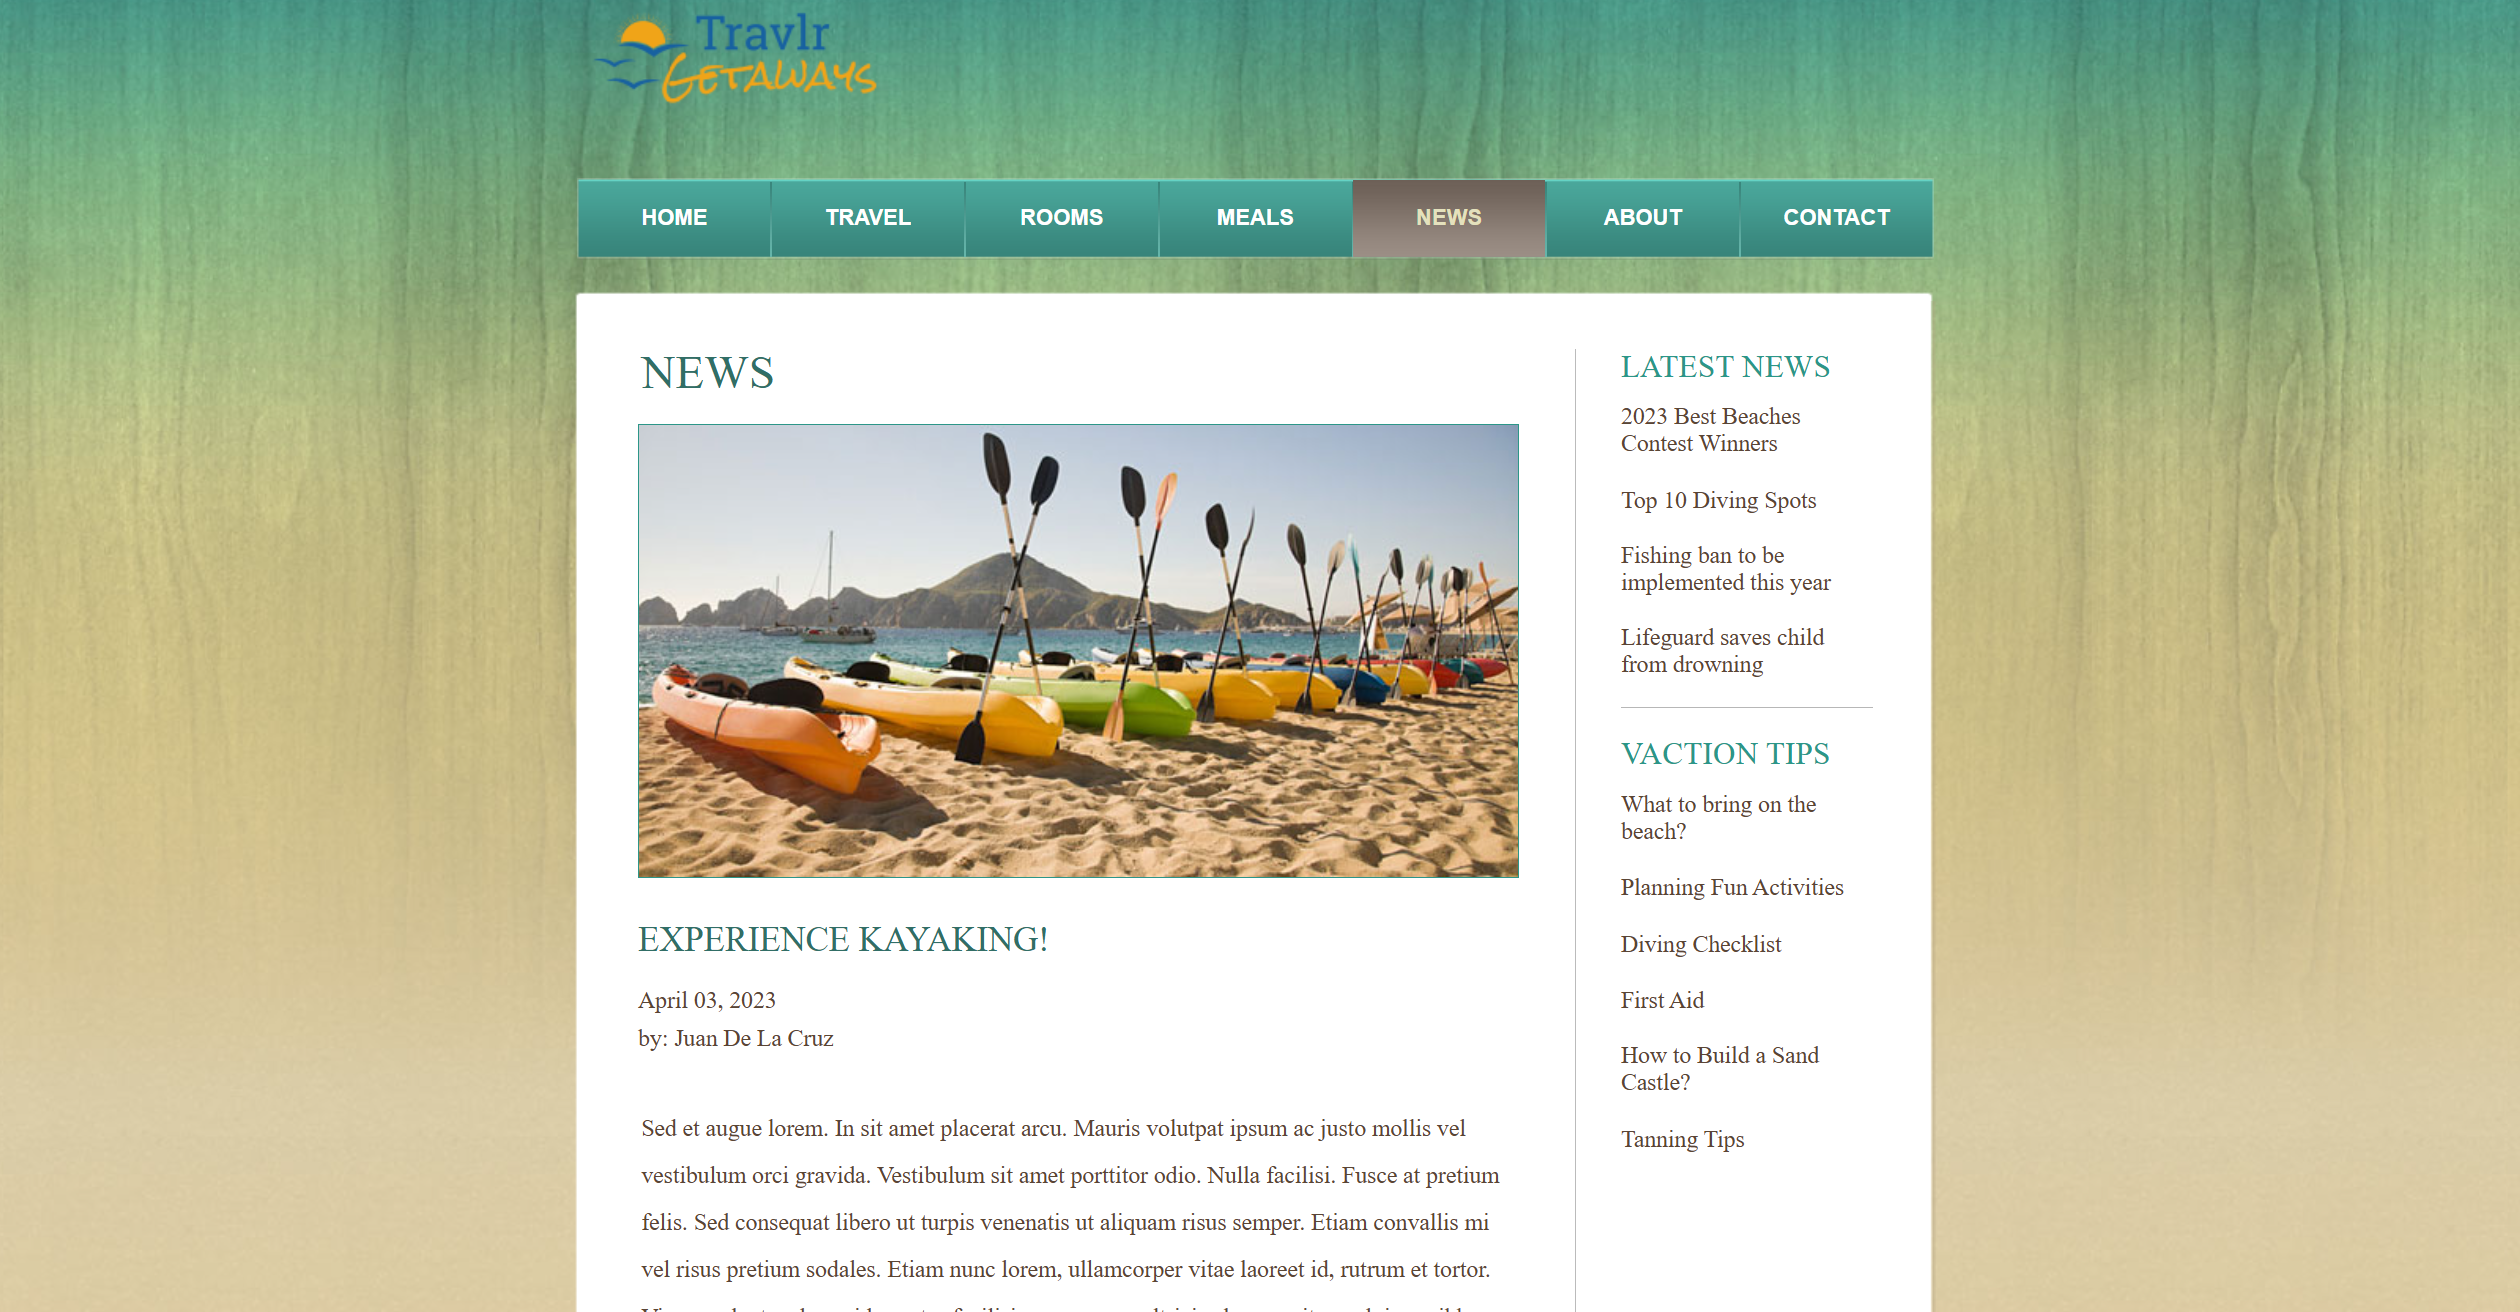 Travlr
Getaways
HOME TRAVEL ROOMS MEALS NEWS ABOUT CONTACT
NEWS
EXPERIENCE KAYAKING!
April 03, 2023
by: Juan De La Cruz
Sed et augue lorem. In sit amet placerat arcu. Mauris volutpat ipsum ac justo mollis vel
vestibulum orci gravida. Vestibulum sit amet porttitor odio. Nulla facilisi. Fusce at pretium
felis. Sed consequat libero ut turpis venenatis ut aliquam risus semper. Etiam convallis mi
vel risus pretium sodales. Etiam nunc lorem, ullamcorper vitae laoreet id, rutrum et tortor.
LATEST NEWS
2023 Best Beaches
Contest Winners
Top 10 Diving Spots
Fishing ban to be
implemented this year
Lifeguard saves child
from drowning
VACTION TIPS
What to bring on the
beach?
Planning Fun Activities
Diving Checklist
First Aid
How to Build a Sand
Castle?
Tanning Tips